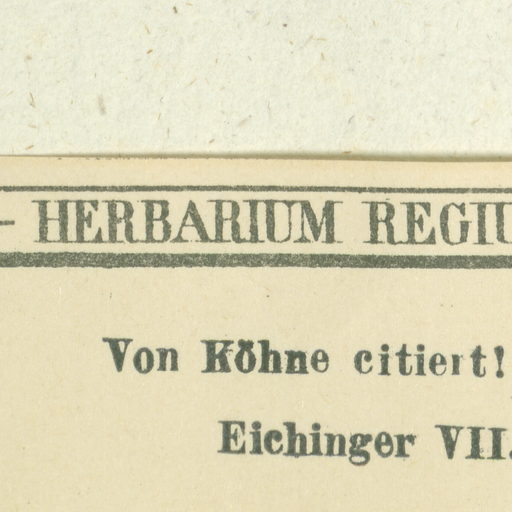 - HERBARIUM REGIU
Von Köhne citiert!
Eichinger VII.